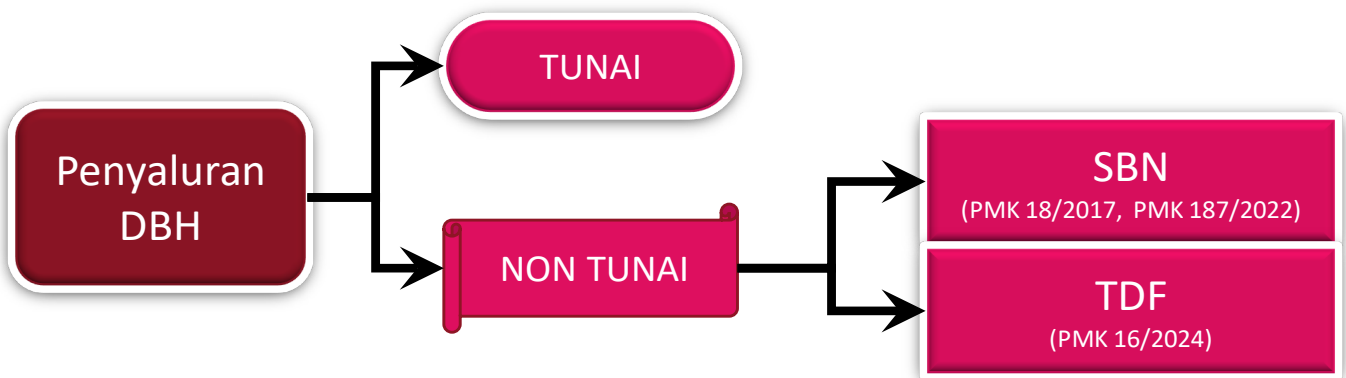 Penyaluran
DBH
TUNAI
NON TUNAI
SBN
(PMK 18/2017, PMK 187/2022)
TDF
(PMK 16/2024)